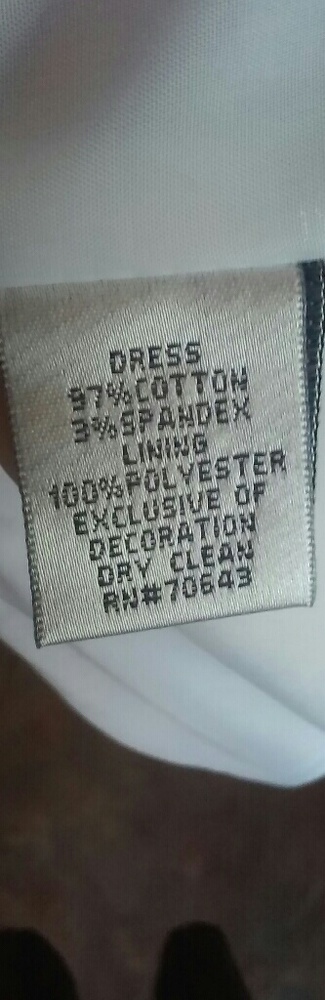 DRESS
97%COTTON
3%SPANDEX
LINING
100%POLYESTER
EXCLUSIVE OF
DECORATION
DRY CLEAN
RN#70643